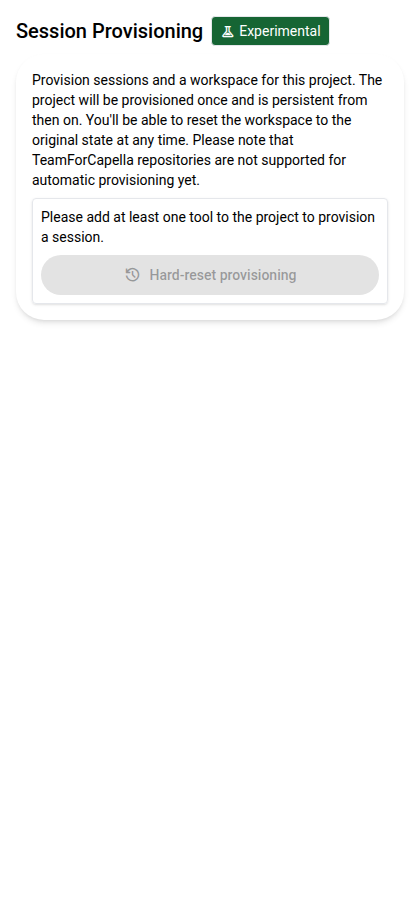 Session Provisioning
Experimental
Provision sessions and a workspace for this project. The
project will be provisioned once and is persistent from
then on. You'll be able to reset the workspace to the
original state at any time. Please note that
TeamForCapella repositories are not supported for
automatic provisioning yet.
Please add at least one tool to the project to provision
a session.
Hard-reset provisioning